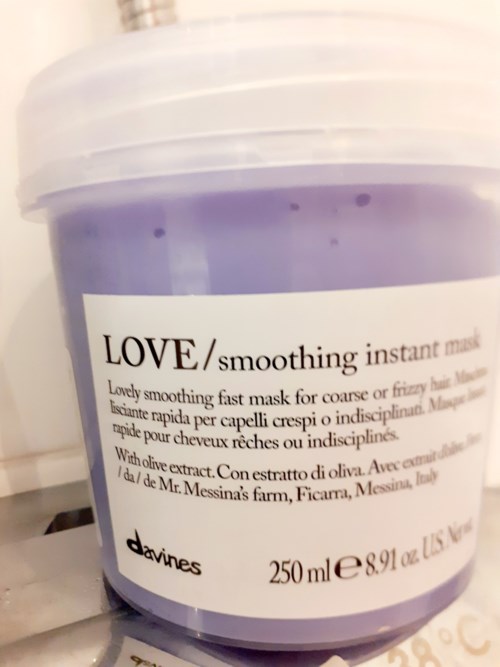 LOVE/smoothing instant mask
Lovely smoothing fast mask for coarse or frizzy hair.
lisciante rapida per capelli crespi o indisciplinati. Masque
rapide pour cheveux rêches ou indisciplinés.
With olive extract. Con estratto di oliva. Avec extrait
/ da / de Mr. Messina's farm, Ficarra, Messina, Italy
davines
250 ml e 8.91 oz. U.S.
38°C